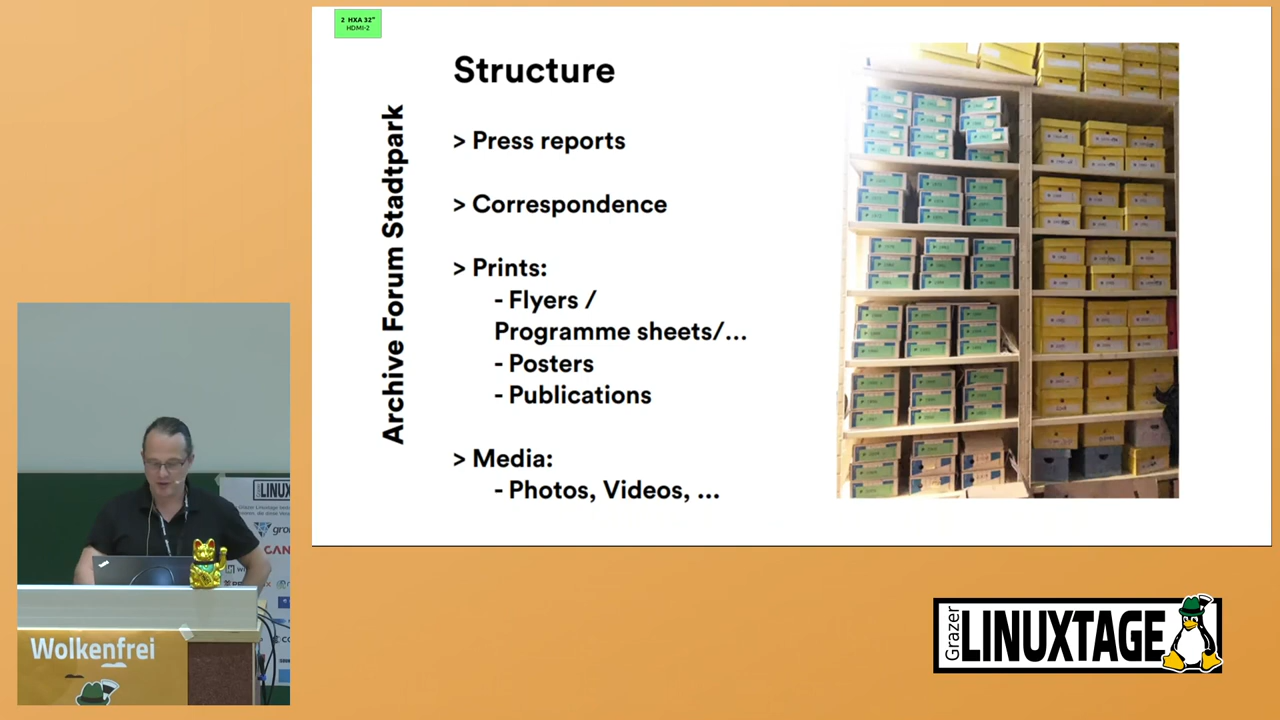 2 HXA 32"
HDMI-2
Structure
Archive Forum Stadtpark
> Press reports
> Correspondence
> Prints:
- Flyers /
Programme sheets/...
- Posters
- Publications
> Media:
- Photos, Videos, ...
LINUX
Wolkenfrei
Grazer
LINUXTAGE